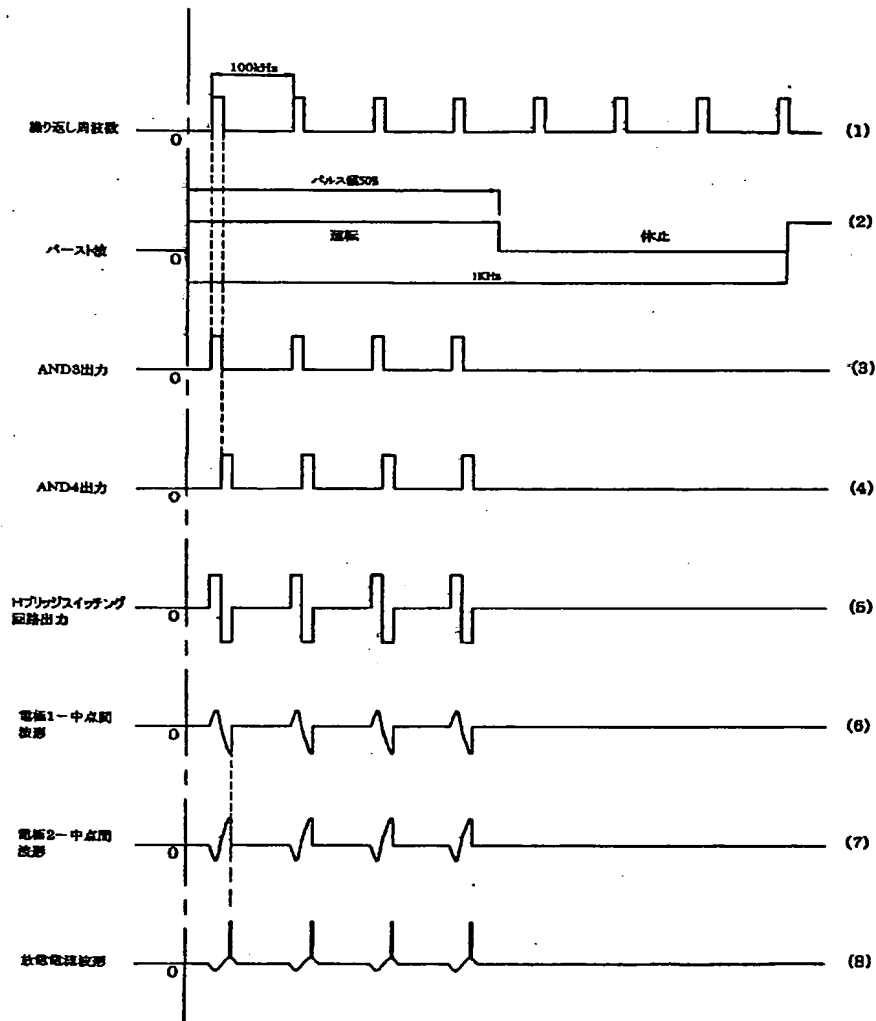 100kHz
繰り返し周波数
0
(1)
パルス幅50%
運転
休止
(2)
バースト波
0
1KHz
AND3出力
0
(3)
AND4出力
0
(4)
Hブリッジスイッチング
回路出力
0
(5)
電極1-中点間
波形
0
(6)
電極2-中点間
波形
0
(7)
放電電流波形
0
(8)